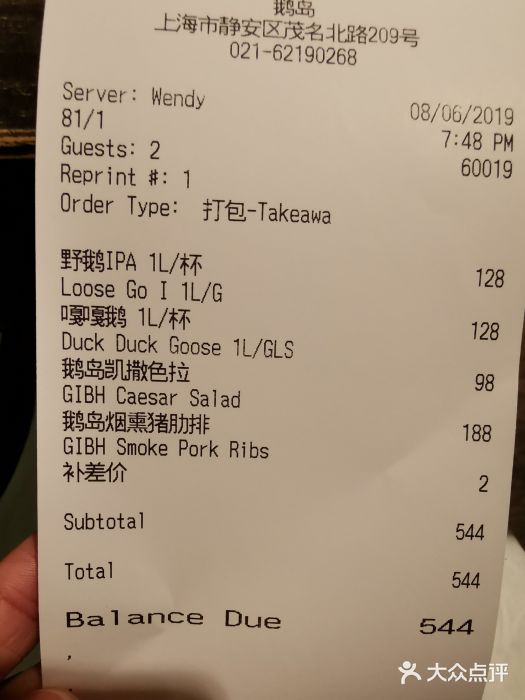 鹅岛
上海市静安区茂名北路209号
021-62190268
Server: Wendy 08/06/2019
81/1 7:48 PM
Guests: 2 60019
Reprint #: 1
Order Type: 打包-Takeawa
野鹅IPA 1L/杯 128
Loose Go I 1L/G
嘎嘎鹅 1L/杯 128
Duck Duck Goose 1L/GLS
鹅岛凯撒色拉 98
GIBH Caesar Salad
鹅岛烟熏猪肋排 188
GIBH Smoke Pork Ribs
补差价 2
Subtotal 544
Total 544
Balance Due 544
,
大众点评